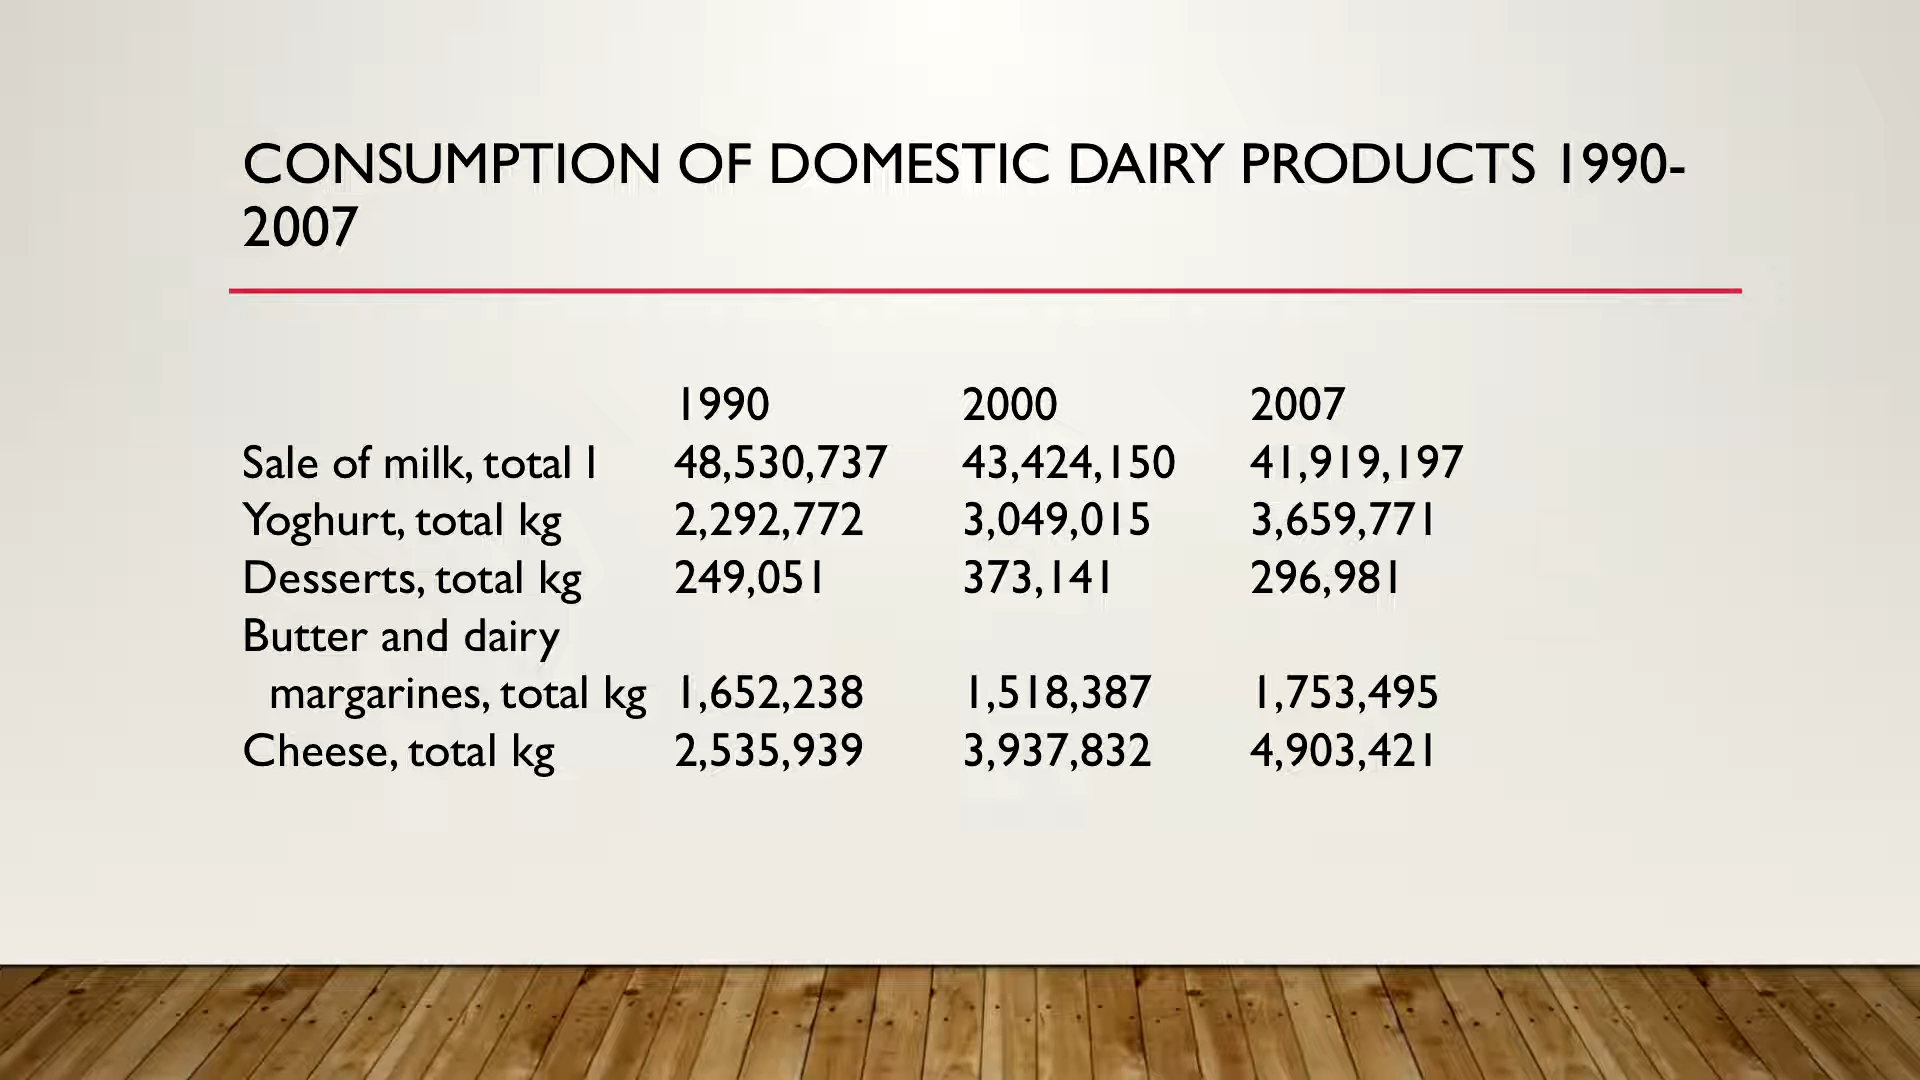 CONSUMPTION OF DOMESTIC DAIRY PRODUCTS 1990-
2007
1990 2000 2007
Sale of milk, total l 48,530,737 43,424,150 41,919,197
Yoghurt, total kg 2,292,772 3,049,015 3,659,771
Desserts, total kg 249,051 373,141 296,981
Butter and dairy
margarines, total kg 1,652,238 1,518,387 1,753,495
Cheese, total kg 2,535,939 3,937,832 4,903,421